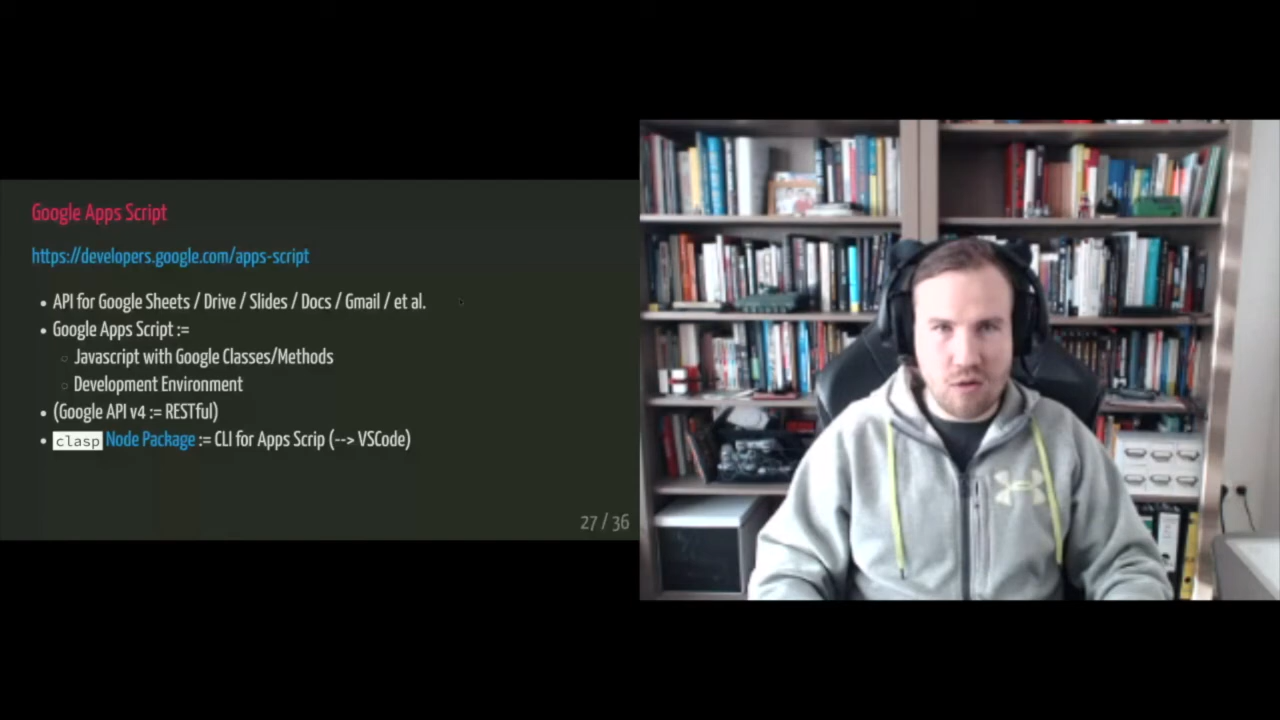 Google Apps Script
https://developers.google.com/apps-script
API for Google Sheets / Drive / Slides / Docs / Gmail / et al.
Google Apps Script :=
Javascript with Google Classes/Methods
Development Environment
(Google API v4 := RESTful)
clasp Node Package := CLI for Apps Scrip (--> VSCode)
27 / 36